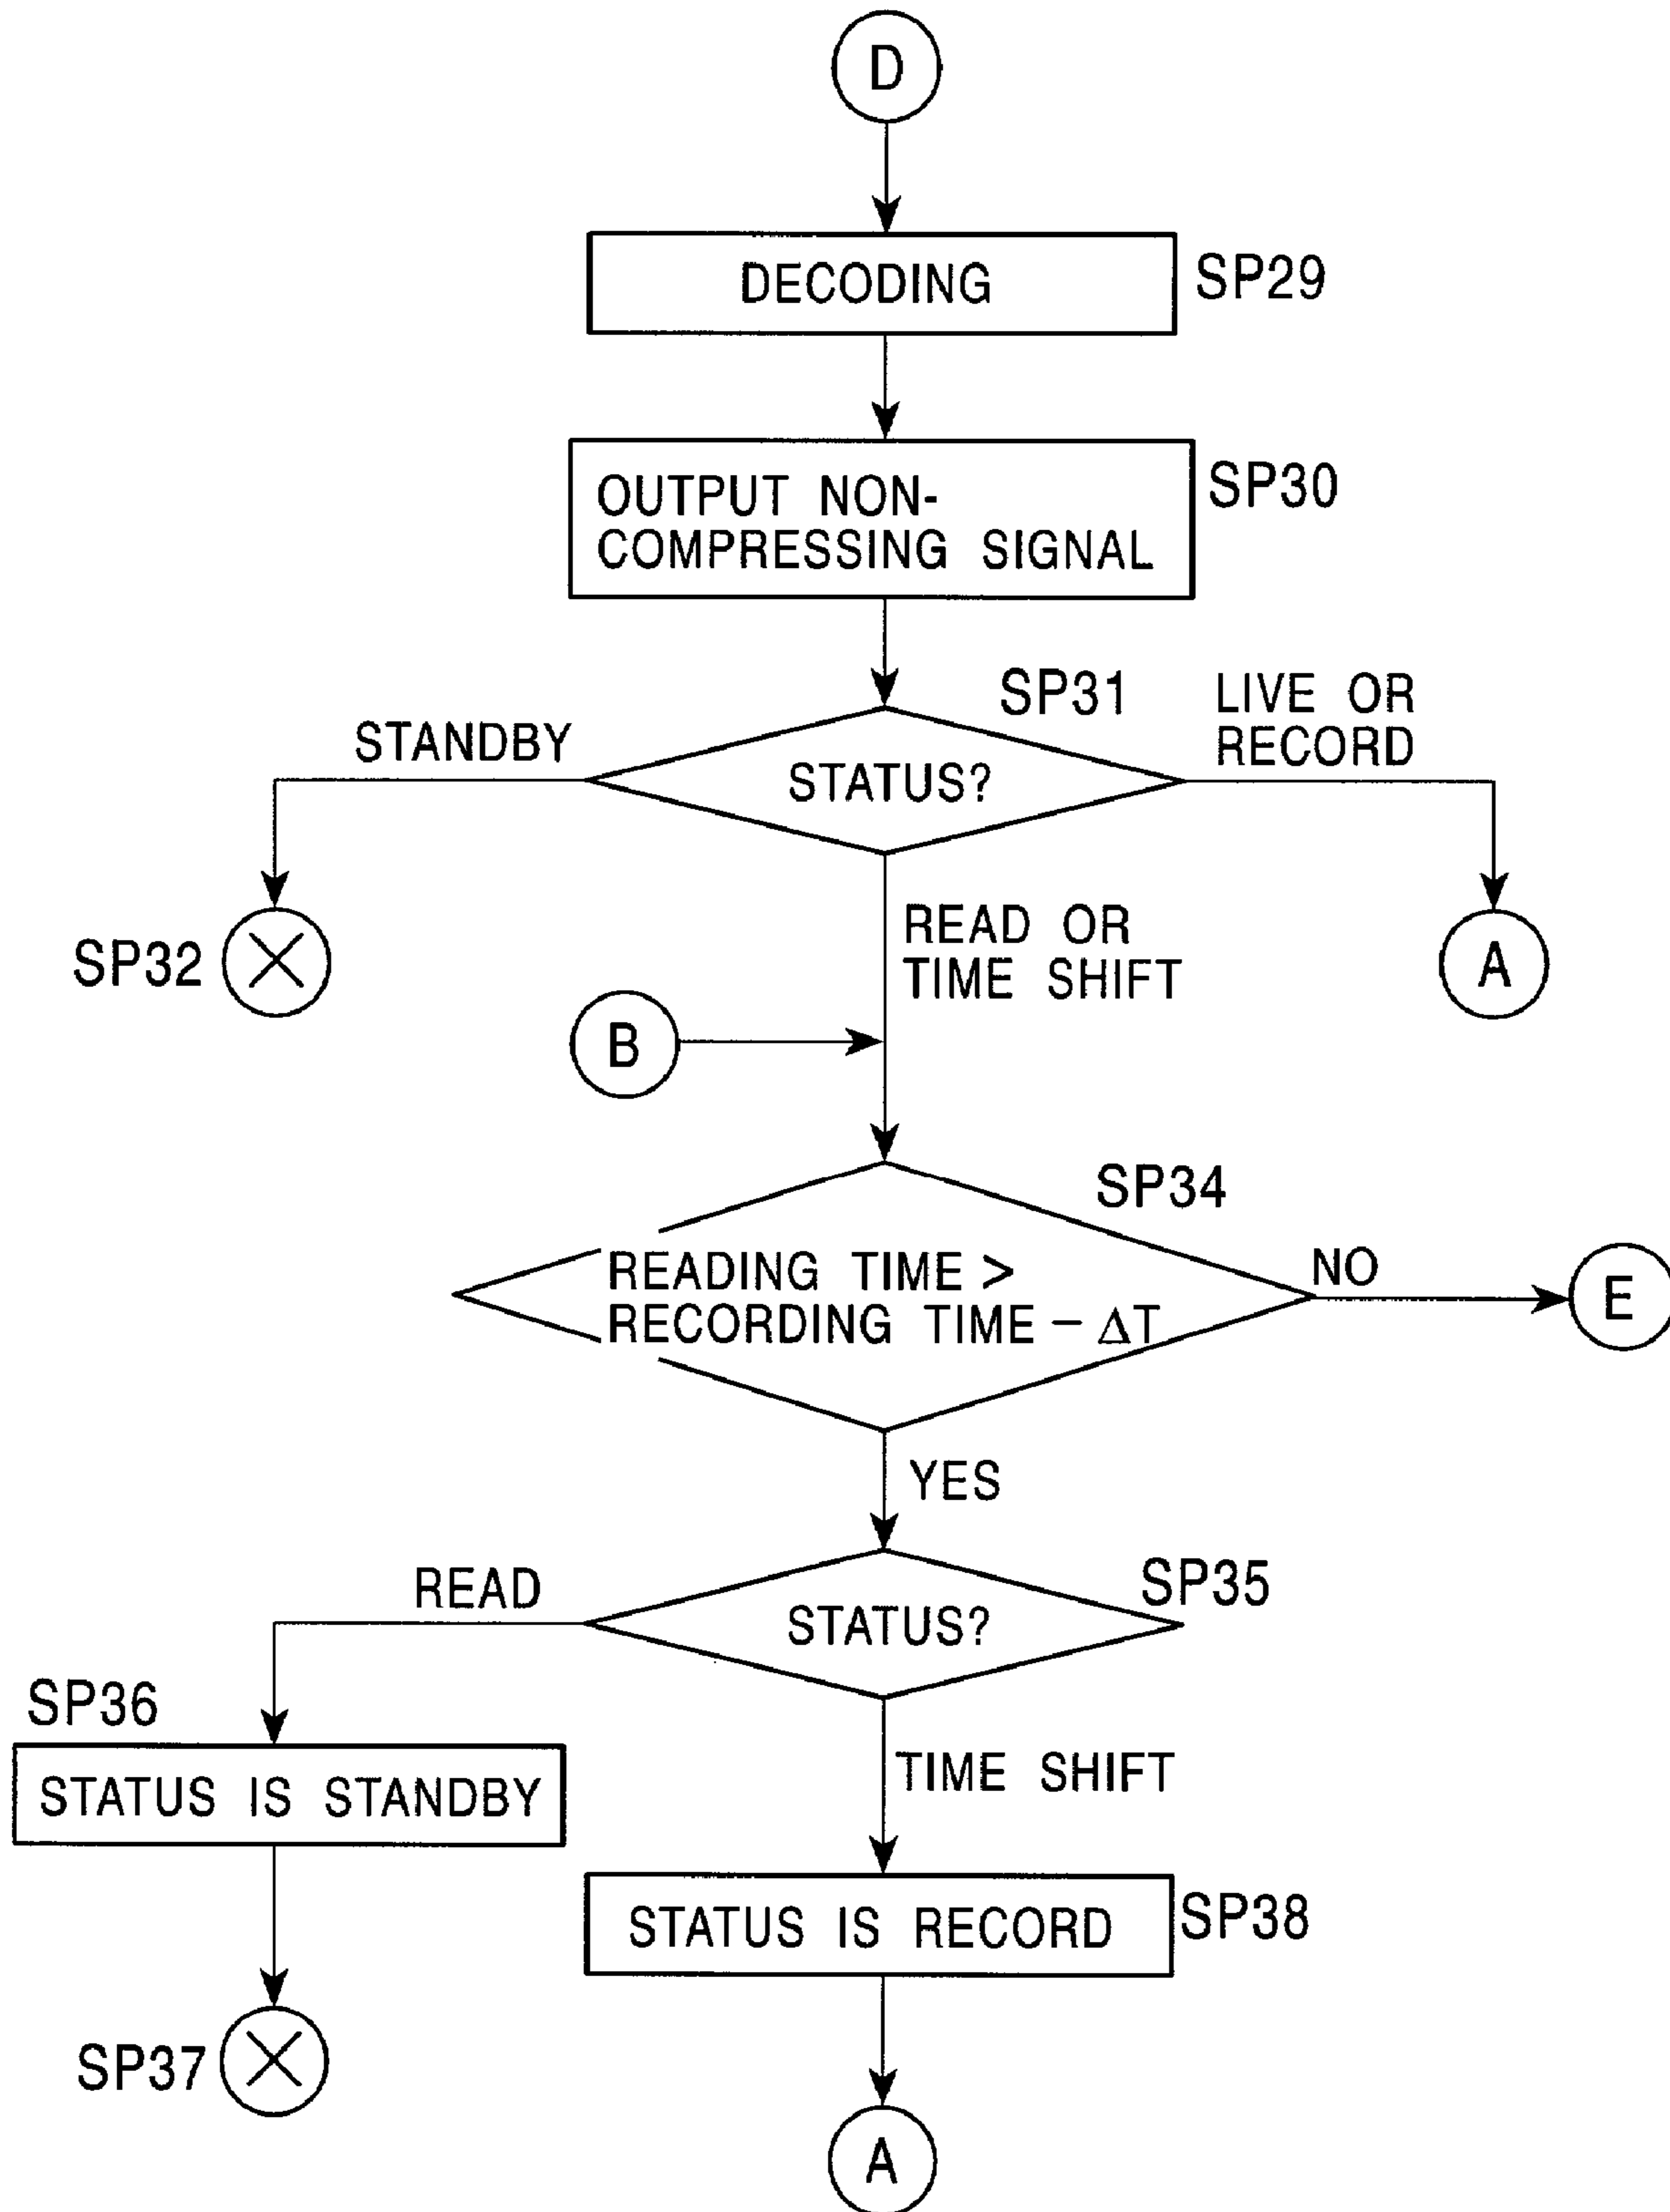 D
DECODING
SP29
OUTPUT NON-
COMPRESSING SIGNAL
SP30
SP31
LIVE OR
RECORD
STANDBY
STATUS?
READ OR
TIME SHIFT
SP32
A
B
SP34
READING TIME >
RECORDING TIME − ΔT
NO
E
YES
READ
SP35
STATUS?
SP36
STATUS IS STANDBY
TIME SHIFT
STATUS IS RECORD
SP38
SP37
A